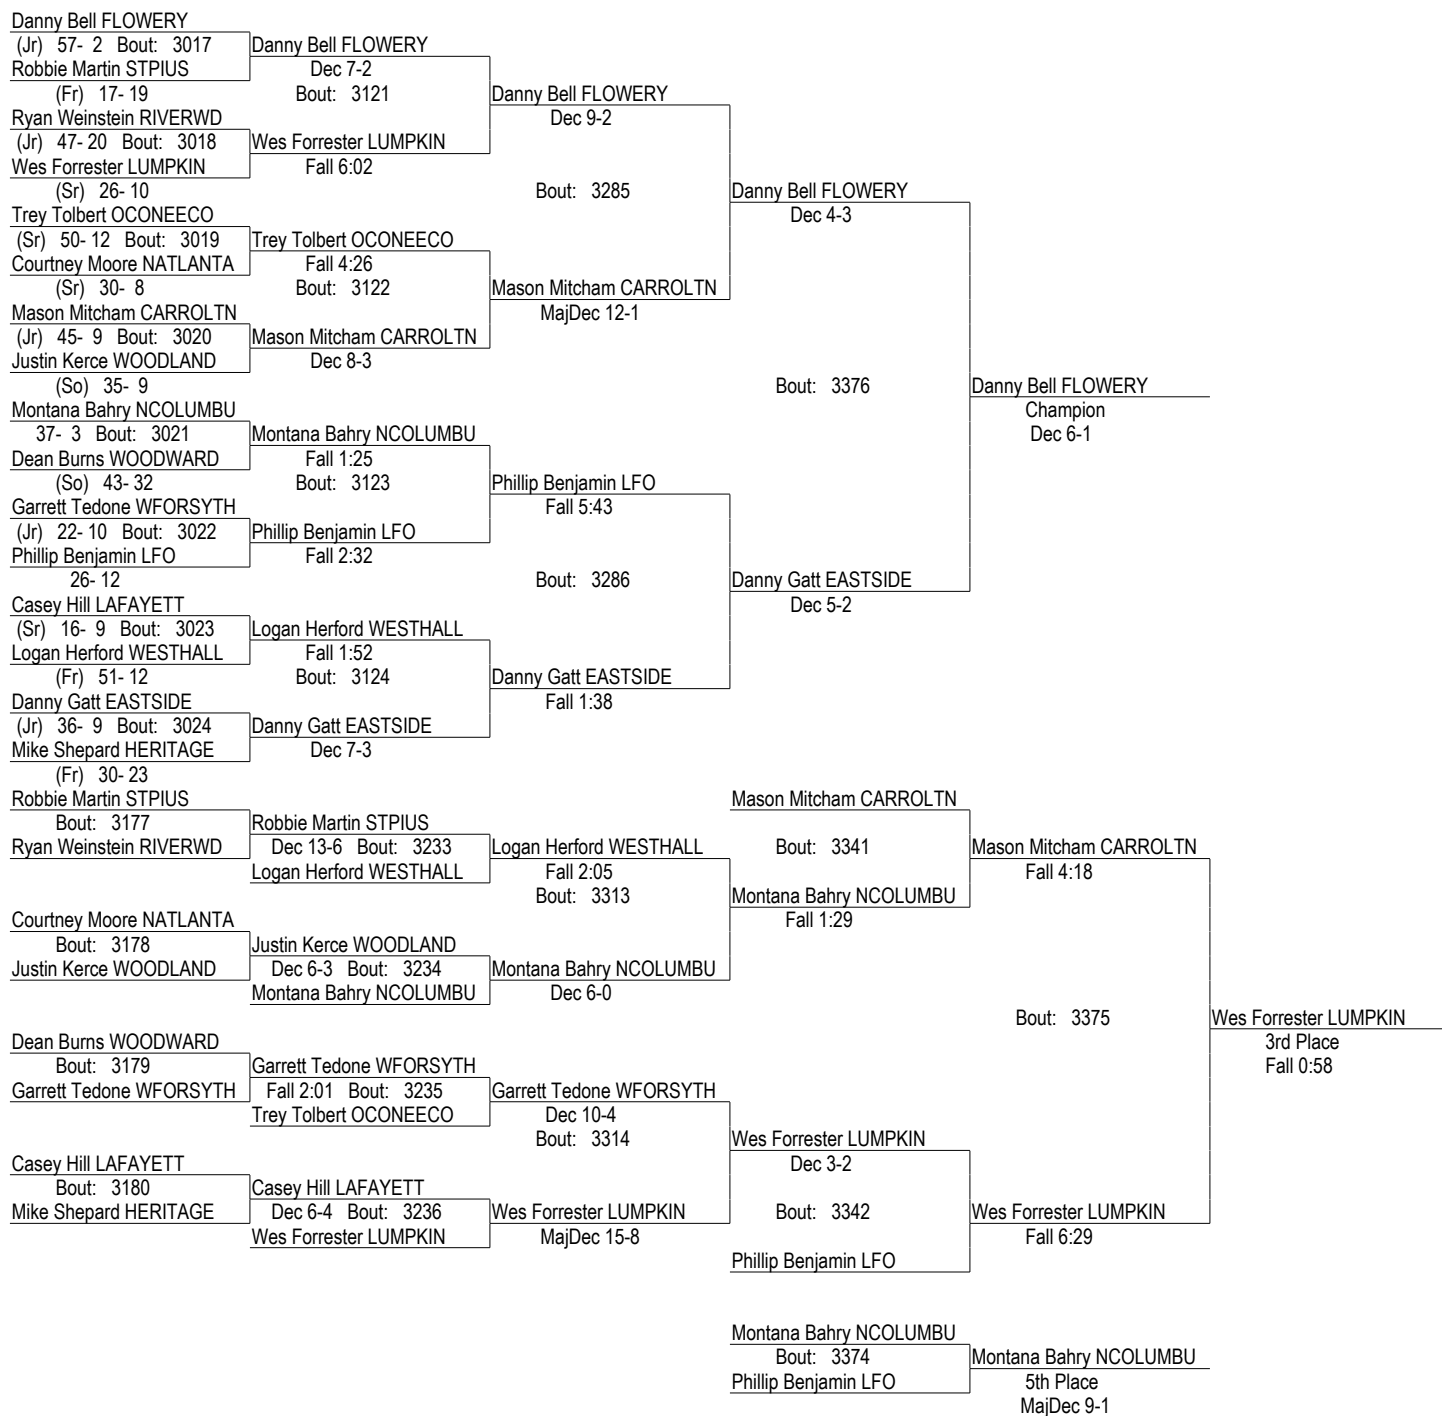 Danny Bell FLOWERY
(Jr) 57- 2 Bout: 3017 Danny Bell FLOWERY
Robbie Martin STPIUS Dec 7-2
(Fr) 17- 19 Bout: 3121 Danny Bell FLOWERY
Ryan Weinstein RIVERWD Dec 9-2
(Jr) 47- 20 Bout: 3018 Wes Forrester LUMPKIN
Wes Forrester LUMPKIN Fall 6:02
(Sr) 26- 10 Bout: 3285 Danny Bell FLOWERY
Trey Tolbert OCONEECO Dec 4-3
(Sr) 50- 12 Bout: 3019 Trey Tolbert OCONEECO
Courtney Moore NATLANTA Fall 4:26
(Sr) 30- 8 Bout: 3122 Mason Mitcham CARROLTN
Mason Mitcham CARROLTN MajDec 12-1
(Jr) 45- 9 Bout: 3020 Mason Mitcham CARROLTN
Justin Kerce WOODLAND Dec 8-3
(So) 35- 9 Bout: 3376 Danny Bell FLOWERY
Montana Bahry NCOLUMBU Champion
37- 3 Bout: 3021 Montana Bahry NCOLUMBU Dec 6-1
Dean Burns WOODWARD Fall 1:25
(So) 43- 32 Bout: 3123 Phillip Benjamin LFO
Garrett Tedone WFORSYTH Fall 5:43
(Jr) 22- 10 Bout: 3022 Phillip Benjamin LFO
Phillip Benjamin LFO Fall 2:32
26- 12 Bout: 3286 Danny Gatt EASTSIDE
Casey Hill LAFAYETT Dec 5-2
(Sr) 16- 9 Bout: 3023 Logan Herford WESTHALL
Logan Herford WESTHALL Fall 1:52
(Fr) 51- 12 Bout: 3124 Danny Gatt EASTSIDE
Danny Gatt EASTSIDE Fall 1:38
(Jr) 36- 9 Bout: 3024 Danny Gatt EASTSIDE
Mike Shepard HERITAGE Dec 7-3
(Fr) 30- 23
Robbie Martin STPIUS Mason Mitcham CARROLTN
Bout: 3177 Robbie Martin STPIUS
Ryan Weinstein RIVERWD Dec 13-6 Bout: 3233 Logan Herford WESTHALL Bout: 3341 Mason Mitcham CARROLTN
Logan Herford WESTHALL Fall 2:05 Fall 4:18
Bout: 3313 Montana Bahry NCOLUMBU
Courtney Moore NATLANTA Fall 1:29
Bout: 3178 Justin Kerce WOODLAND
Justin Kerce WOODLAND Dec 6-3 Bout: 3234 Montana Bahry NCOLUMBU
Montana Bahry NCOLUMBU Dec 6-0
Bout: 3375 Wes Forrester LUMPKIN
Dean Burns WOODWARD 3rd Place
Bout: 3179 Garrett Tedone WFORSYTH Fall 0:58
Garrett Tedone WFORSYTH Fall 2:01 Bout: 3235 Garrett Tedone WFORSYTH
Trey Tolbert OCONEECO Dec 10-4
Bout: 3314 Wes Forrester LUMPKIN
Casey Hill LAFAYETT Dec 3-2
Bout: 3180 Casey Hill LAFAYETT
Mike Shepard HERITAGE Dec 6-4 Bout: 3236 Wes Forrester LUMPKIN Bout: 3342 Wes Forrester LUMPKIN
Wes Forrester LUMPKIN MajDec 15-8 Fall 6:29
Phillip Benjamin LFO
Montana Bahry NCOLUMBU
Bout: 3374 Montana Bahry NCOLUMBU
Phillip Benjamin LFO 5th Place
MajDec 9-1